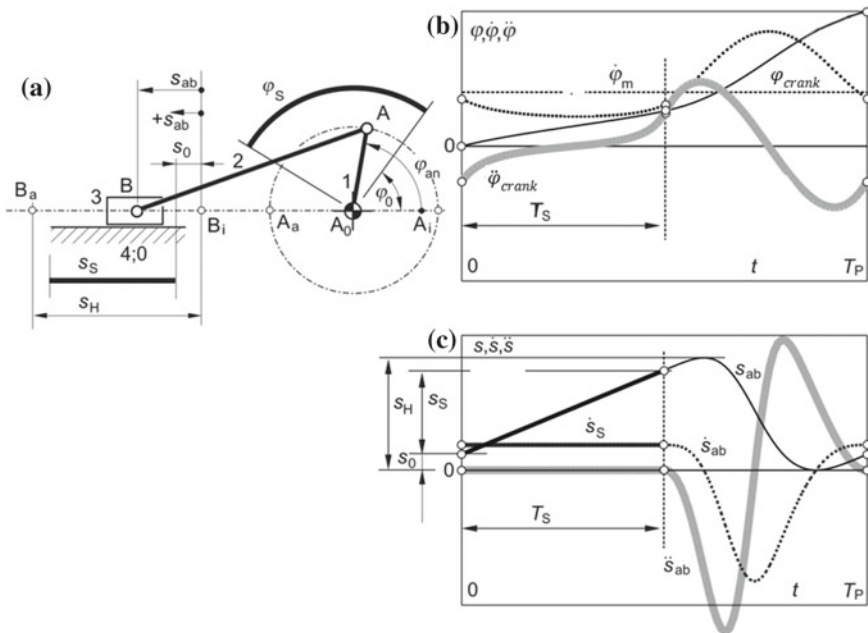 (a)
s_ab
+s_ab
s_0
φ_S
A
2
1
φ_an
φ_0
B_a
3
B
B_i
A_a
A_0
A_i
4;0
s_S
s_H
(b)
φ,φ̇,φ̈
φ̇_m
φ_crank
0
φ̈_crank
T_S
0
t
T_P
(c)
s,ṡ,s̈
s_ab
s_H
s_S
ṡ_S
ṡ_ab
s_0
0
T_S
s̈_ab
0
t
T_P